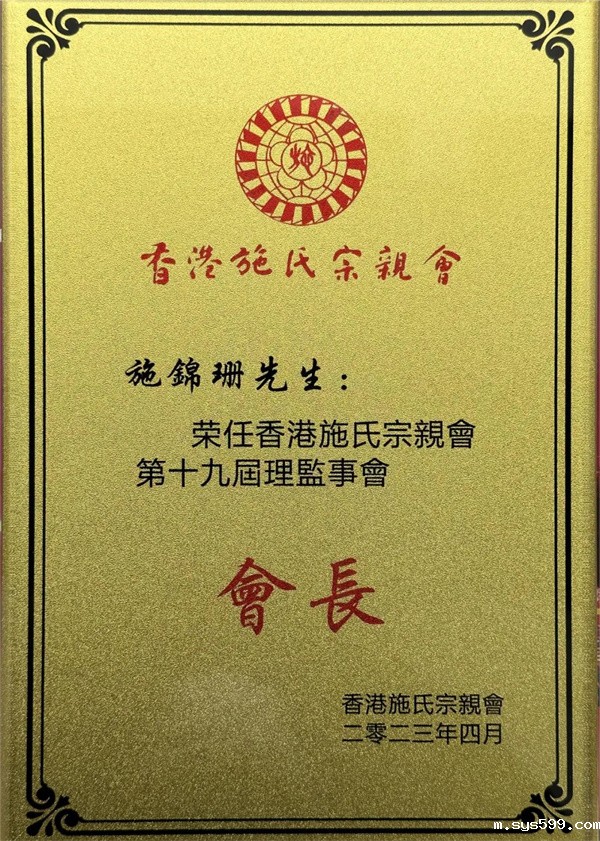 施
香港施氏宗親會
施錦珊先生：
荣任香港施氏宗親會
第十九屆理監事會
會長
香港施氏宗親會
二零二三年四月
m.sys599.com